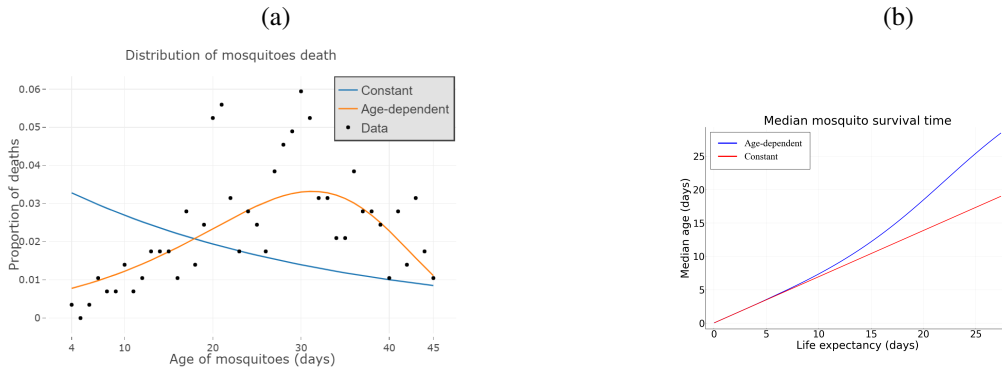 (a)
Distribution of mosquitoes death
Constant
Age-dependent
Data
Proportion of deaths
0.06
0.05
0.04
0.03
0.02
0.01
0
4
10
20
30
40
45
Age of mosquitoes (days)
(b)
Median mosquito survival time
Age-dependent
Constant
Median age (days)
25
20
15
10
5
0
0
5
10
15
20
25
Life expectancy (days)